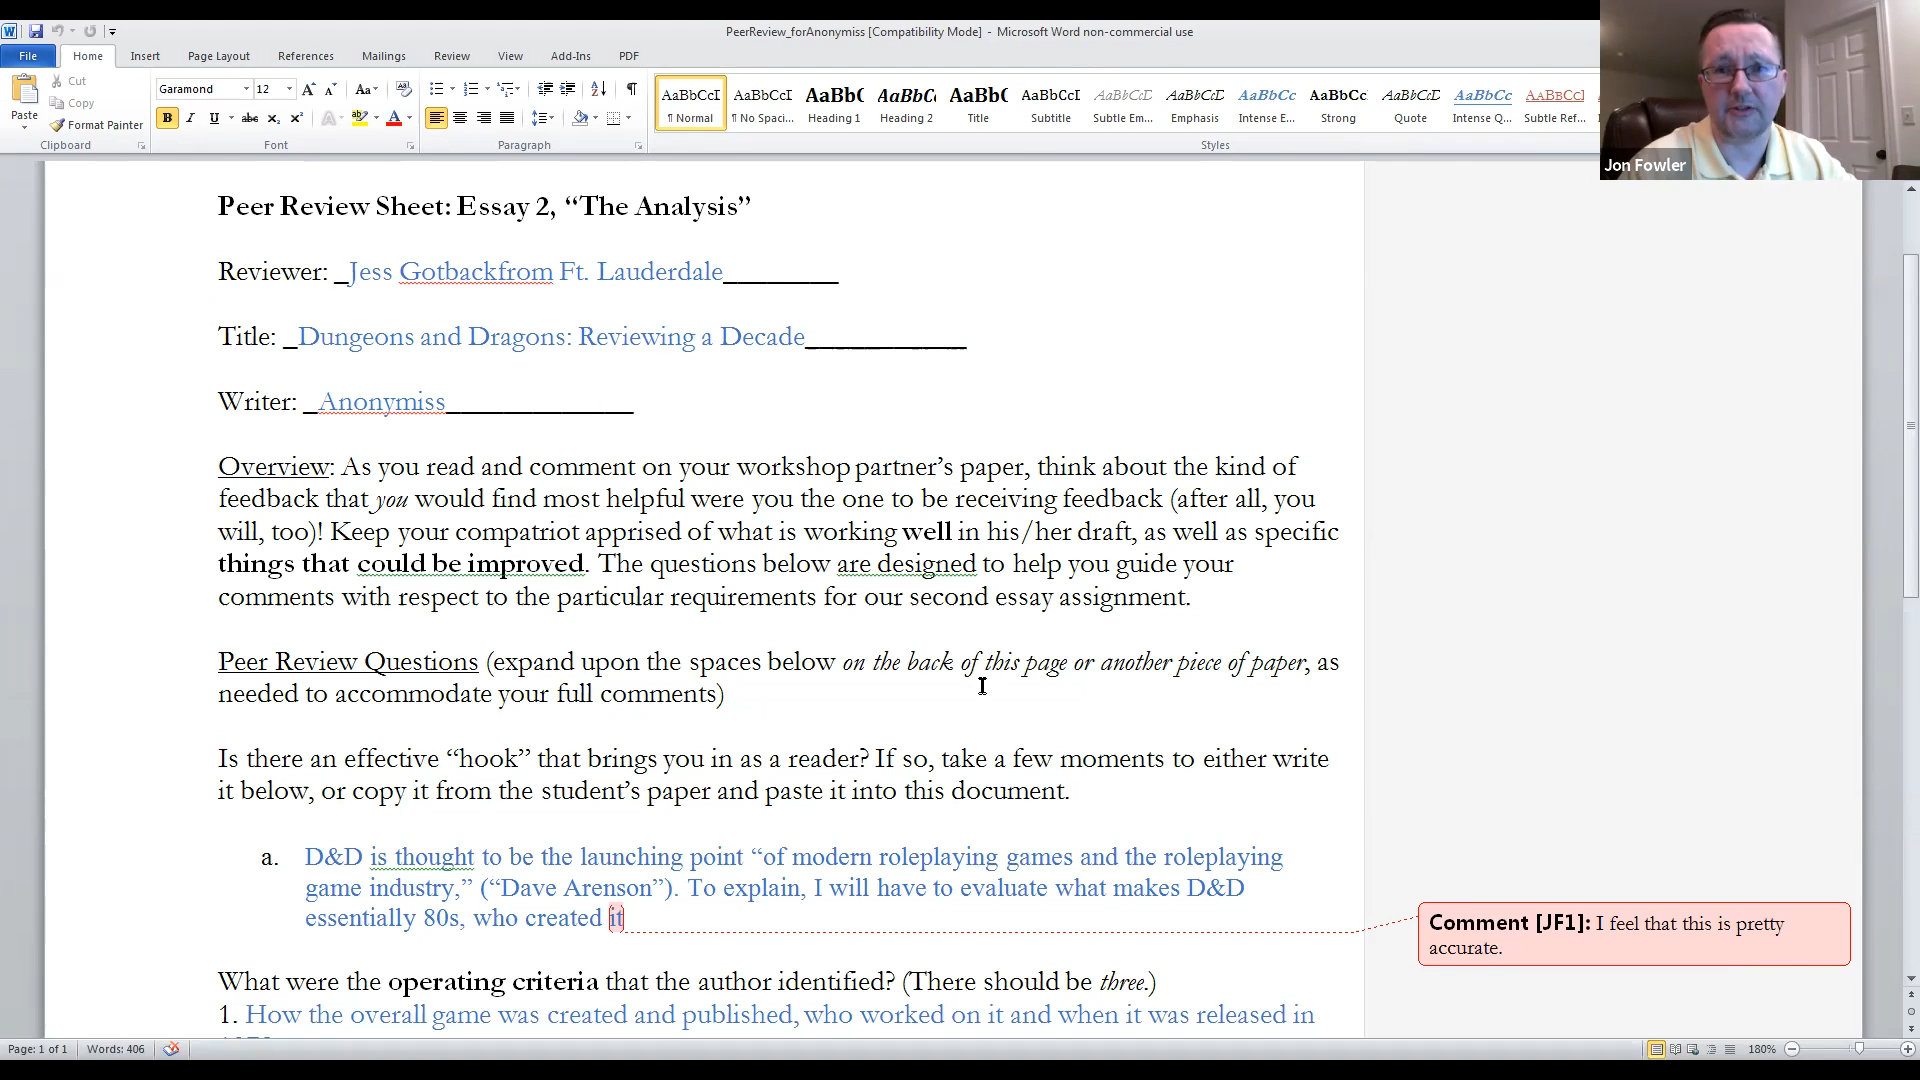 PeerReview_forAnonymiss [Compatibility Mode] - Microsoft Word non-commercial use
File Home Insert Page Layout References Mailings Review View Add-Ins PDF
Paste
Cut
Copy
Format Painter
Clipboard
Garamond 12
Font
Paragraph
AaBbCcI AaBbCcI AaBb( AaBbC AaBb( AaBbCcI AaBbCcD AaBbCcD AaBbCc AaBbCc AaBbCcD AaBbCc AaBbCcI
¶ Normal ¶ No Spaci... Heading 1 Heading 2 Title Subtitle Subtle Em... Emphasis Intense E... Strong Quote Intense Q... Subtle Ref...
Styles
Jon Fowler
Peer Review Sheet: Essay 2, “The Analysis”
Reviewer: _Jess Gotbackfrom Ft. Lauderdale________
Title: _Dungeons and Dragons: Reviewing a Decade___________
Writer: _Anonymiss_____________
Overview: As you read and comment on your workshop partner’s paper, think about the kind of
feedback that you would find most helpful were you the one to be receiving feedback (after all, you
will, too)! Keep your compatriot apprised of what is working well in his/her draft, as well as specific
things that could be improved. The questions below are designed to help you guide your
comments with respect to the particular requirements for our second essay assignment.
Peer Review Questions (expand upon the spaces below on the back of this page or another piece of paper, as
needed to accommodate your full comments)
Is there an effective “hook” that brings you in as a reader? If so, take a few moments to either write
it below, or copy it from the student’s paper and paste it into this document.
a. D&D is thought to be the launching point “of modern roleplaying games and the roleplaying
game industry,” (“Dave Arenson”). To explain, I will have to evaluate what makes D&D
essentially 80s, who created it
Comment [JF1]: I feel that this is pretty
accurate.
What were the operating criteria that the author identified? (There should be three.)
1. How the overall game was created and published, who worked on it and when it was released in
Page: 1 of 1 Words: 406 180%